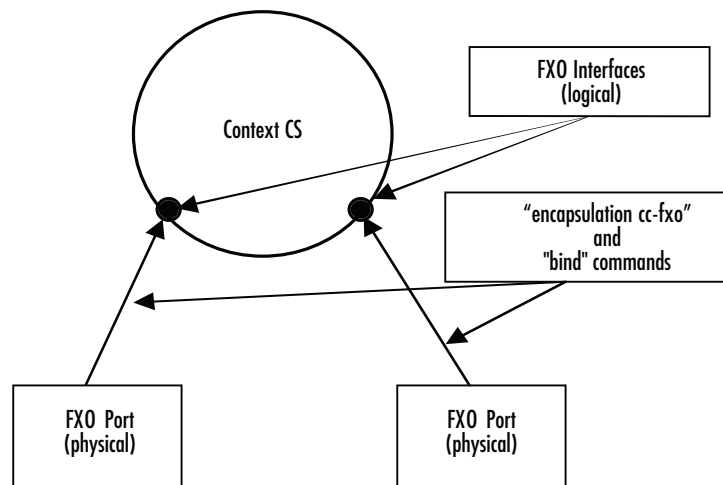 FXO Interfaces
(logical)
Context CS
“encapsulation cc-fxo”
and
"bind" commands
FXO Port
(physical)
FXO Port
(physical)